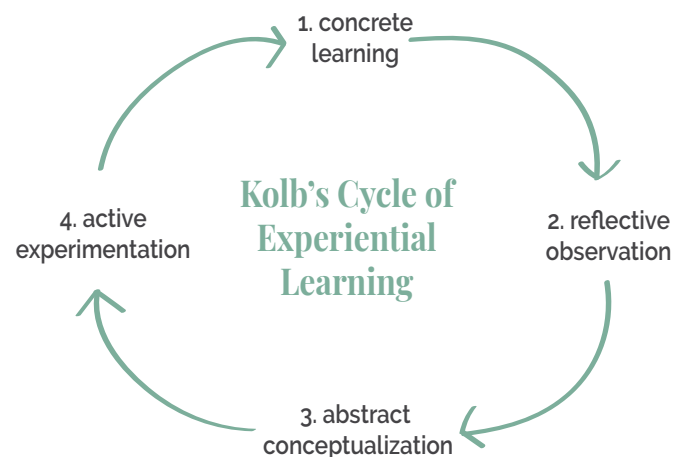 1. concrete
learning
Kolb's Cycle of
Experiential
Learning
2. reflective
observation
3. abstract
conceptualization
4. active
experimentation